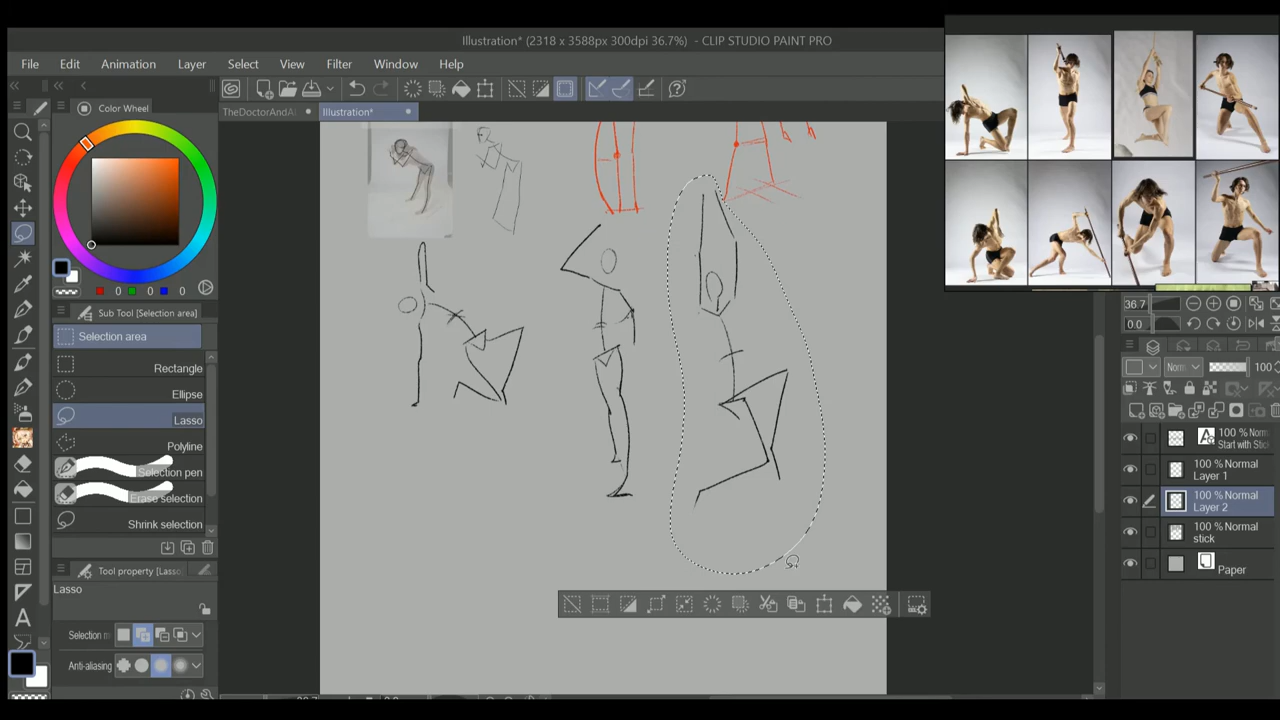 Illustration* (2318 x 3588px 300dpi 36.7%) - CLIP STUDIO PAINT PRO
File Edit Animation Layer Select View Filter Window Help
TheDoctorAndA Illustration*
Color Wheel
0 0 0
Sub Tool [Selection area]
Selection area
Rectangle
Ellipse
Lasso
Polyline
Selection pen
Erase selection
Shrink selection
Tool property [Lasso]
Lasso
Selection m
Anti-aliasing
36.7
0.0
Norm 100
100 % Normal
Start with Stick
100 % Normal
Layer 1
100 % Normal
Layer 2
100 % Normal
stick
Paper